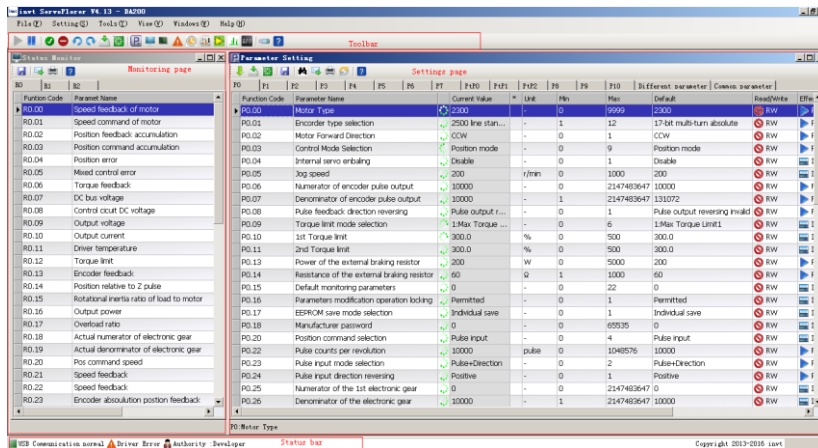 invt ServoPlorer V4.13 - DA200
File(F) Setting(S) Tools(T) View(V) Windows(W) Help(H)
Toolbar
Status Monitor
Monitoring page
R0 R1 R2
Funtion Code Paramet Name
R0.00 Speed feedback of motor
R0.01 Speed command of motor
R0.02 Position feedback accumulation
R0.03 Position command accumulation
R0.04 Position error
R0.05 Mixed control error
R0.06 Torque feedback
R0.07 DC bus voltage
R0.08 Control cicuit DC voltage
R0.09 Output voltage
R0.10 Output current
R0.11 Driver temperature
R0.12 Torque limit
R0.13 Encoder feedback
R0.14 Position relative to Z pulse
R0.15 Rotational inertia ratio of load to motor
R0.16 Output power
R0.17 Overload ratio
R0.18 Actual numerator of electronic gear
R0.19 Actual denorminator of electronic gear
R0.20 Pos command speed
R0.21 Speed feedback
R0.22 Speed feedback
R0.23 Encoder absoulution postion feedback
Parameter Setting
Settings page
P0 P1 P2 P3 P4 P5 P6 P7 PtP0 PtP1 PtP2 P8 P9 P10 Different parameter Common parameter
Function Code Parameter Name Current Value * Unit Min Max Default Read/Write Effe
P0.00 Motor Type 2300 - 0 9999 2300 RW
P0.01 Encorder type selection 2500 line stan... - 1 12 17-bit multi-turn absolute RW
P0.02 Motor Forward Direction CCW - 0 1 CCW RW
P0.03 Control Mode Selection Position mode - 0 9 Position mode RW
P0.04 Internal servo enbaling Disable - 0 1 Disable RW
P0.05 Jog speed 200 r/min 0 1000 200 RW
P0.06 Numerator of encoder pulse output 10000 - 0 2147483647 10000 RW
P0.07 Denominator of encoder pulse output 10000 - 1 2147483647 131072 RW
P0.08 Pulse feedback direction reversing Pulse output r... - 0 1 Pulse output reversing invalid RW
P0.09 Torque limit mode selection 1:Max Torque ... - 0 6 1:Max Torque Limit1 RW
P0.10 1st Torque limit 300.0 % 0 500 300.0 RW
P0.11 2nd Torque limit 300.0 % 0 500 300.0 RW
P0.13 Power of the external braking resistor 200 W 0 5000 200 RW
P0.14 Resistance of the external braking resistor 60 Ω 1 1000 60 RW
P0.15 Default monitoring parameters 0 - 0 22 0 RW
P0.16 Parameters modification operation locking Permitted - 0 1 Permitted RW
P0.17 EEPROM save mode selection Individual save - 0 1 Individual save RW
P0.18 Manufacturer password 0 - 0 65535 0 RW
P0.20 Position command selection Pulse input - 0 4 Pulse input RW
P0.22 Pulse counts per revolution 10000 pulse 0 1048576 10000 RW
P0.23 Pulse input mode selection Pulse+Direction - 0 2 Pulse+Direction RW
P0.24 Pulse input direction reversing Positive - 0 1 Positive RW
P0.25 Numerator of the 1st electronic gear 0 - 0 2147483647 0 RW
P0.26 Denominator of the electronic gear 10000 - 1 2147483647 10000 RW
P0:Motor Type
USB Communication normal Driver Error Authority :Developer Status bar Copyright 2013-2016 invt